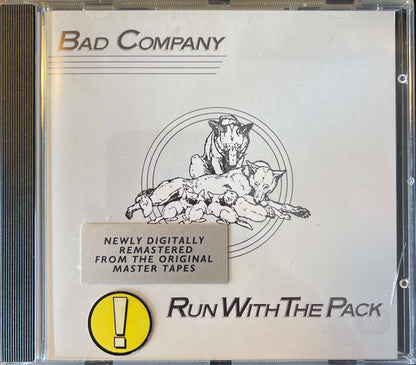 BAD COMPANY
NEWLY DIGITALLY
REMASTERED
FROM THE ORIGINAL
MASTER TAPES
!
RUN WITH THE PACK